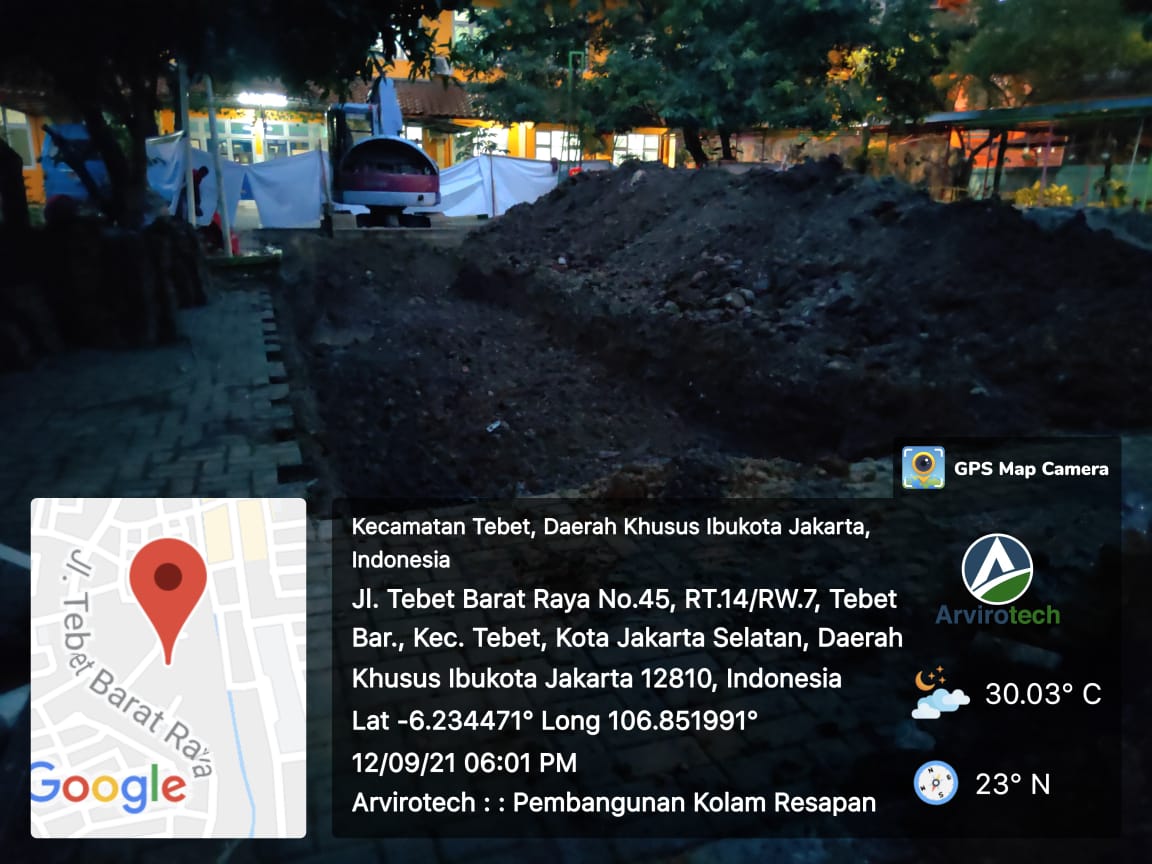 GPS Map Camera
Kecamatan Tebet, Daerah Khusus Ibukota Jakarta,
Indonesia
Jl. Tebet Barat Raya No.45, RT.14/RW.7, Tebet
Bar., Kec. Tebet, Kota Jakarta Selatan, Daerah
Khusus Ibukota Jakarta 12810, Indonesia
Lat -6.234471° Long 106.851991°
12/09/21 06:01 PM
Arvirotech : : Pembangunan Kolam Resapan
Arvirotech
30.03° C
23° N
Jl. Tebet Barat Raya
Google